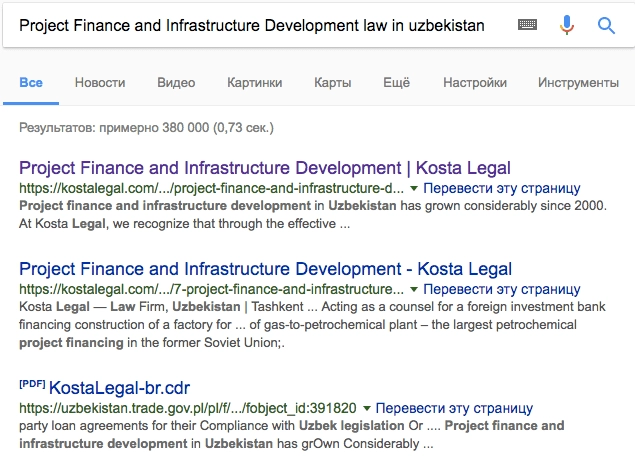 Project Finance and Infrastructure Development law in uzbekistan
Все Новости Видео Картинки Карты Ещё Настройки Инструменты
Результатов: примерно 380 000 (0,73 сек.)
Project Finance and Infrastructure Development | Kosta Legal
https://kostalegal.com/.../project-finance-and-infrastructure-d... Перевести эту страницу
Project finance and infrastructure development in Uzbekistan has grown considerably since 2000.
At Kosta Legal, we recognize that through the effective ...
Project Finance and Infrastructure Development - Kosta Legal
https://kostalegal.com/.../7-project-finance-and-infrastructure... Перевести эту страницу
Kosta Legal — Law Firm, Uzbekistan | Tashkent ... Acting as a counsel for a foreign investment bank
financing construction of a factory for ... of gas-to-petrochemical plant – the largest petrochemical
project financing in the former Soviet Union;.
[PDF] KostaLegal-br.cdr
https://uzbekistan.trade.gov.pl/pl/f/.../fobject_id:391820 Перевести эту страницу
party loan agreements for their Compliance with Uzbek legislation Or .... Project finance and
infrastructure development in Uzbekistan has grOwn Considerably ...